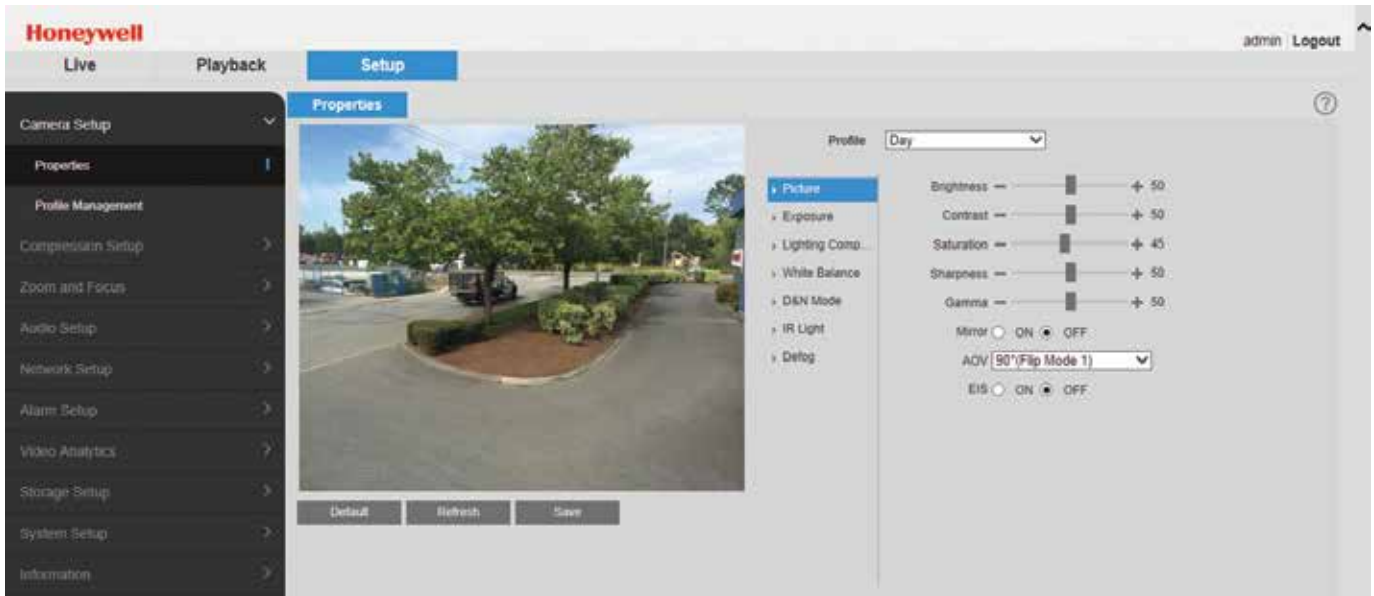 Honeywell
admin Logout
Live Playback Setup
Camera Setup
Properties
Profile Management
Compression Setup
Zoom and Focus
Audio Setup
Network Setup
Alarm Setup
Video Analytics
Storage Setup
System Setup
Information
Properties
Profile Day
Picture
Exposure
Lighting Comp...
White Balance
D&N Mode
IR Light
Defog
Brightness 50
Contrast 50
Saturation 45
Sharpness 50
Gamma 50
Mirror ON OFF
AOV 90°(Flip Mode 1)
EIS ON OFF
Default Refresh Save